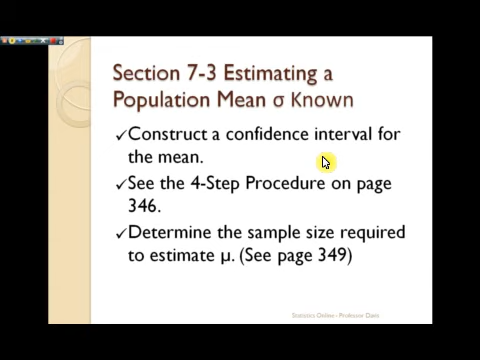 Section 7-3 Estimating a
Population Mean σ Known
✓Construct a confidence interval for
the mean.
✓See the 4-Step Procedure on page
346.
✓Determine the sample size required
to estimate μ. (See page 349)
Statistics Online - Professor Davis